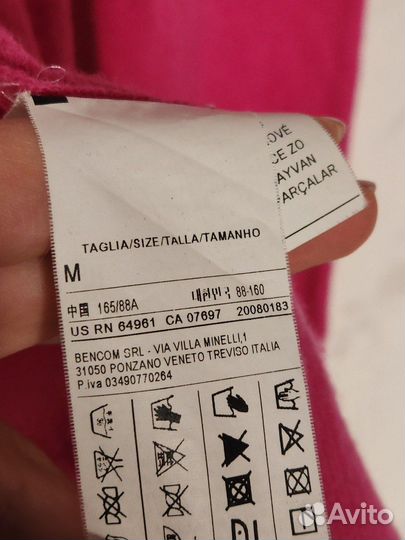 OVÉ
CE ZO
AYVAN
PARÇALAR
TAGLIA/SIZE/TALLA/TAMANHO
M
中国 165/88A 대한민국 88-160
US RN 64961 CA 07697 20080183
BENCOM SRL - VIA VILLA MINELLI,1
31050 PONZANO VENETO TREVISO ITALIA
P.iva 03490770264
Avito